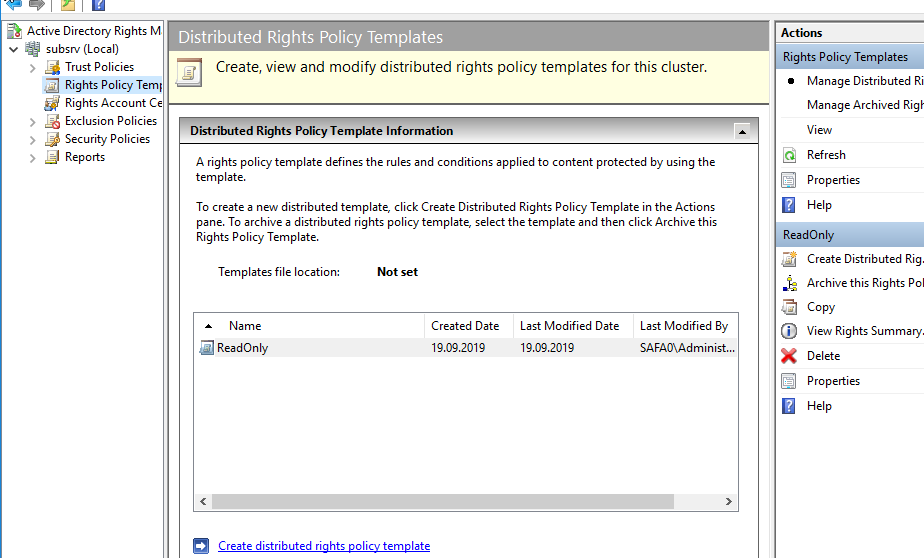 Active Directory Rights M
subsrv (Local)
Trust Policies
Rights Policy Temp
Rights Account Ce
Exclusion Policies
Security Policies
Reports
Distributed Rights Policy Templates
Create, view and modify distributed rights policy templates for this cluster.
Distributed Rights Policy Template Information
A rights policy template defines the rules and conditions applied to content protected by using the
template.
To create a new distributed template, click Create Distributed Rights Policy Template in the Actions
pane. To archive a distributed rights policy template, select the template and then click Archive this
Rights Policy Template.
Templates file location: Not set
Name Created Date Last Modified Date Last Modified By
ReadOnly 19.09.2019 19.09.2019 SAFA0\Administ...
Create distributed rights policy template
Actions
Rights Policy Templates
Manage Distributed Ri
Manage Archived Righ
View
Refresh
Properties
Help
ReadOnly
Create Distributed Rig...
Archive this Rights Pol
Copy
View Rights Summary...
Delete
Properties
Help